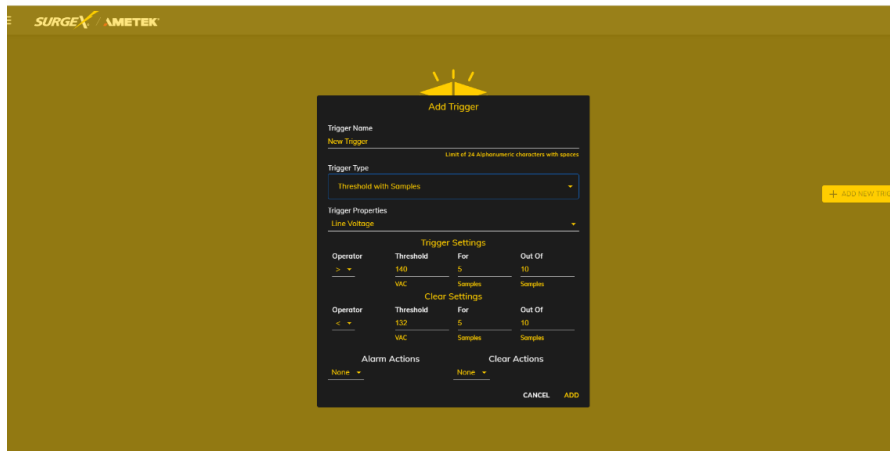 SURGEX AMETEK
Add Trigger
Trigger Name
New Trigger
Limit of 24 Alphanumeric characters with spaces
Trigger Type
Threshold with Samples
+ ADD NEW TRIG
Trigger Properties
Line Voltage
Trigger Settings
Operator Threshold For Out Of
> 140 5 10
VAC Samples Samples
Clear Settings
Operator Threshold For Out Of
< 132 5 10
VAC Samples Samples
Alarm Actions Clear Actions
None None
CANCEL ADD